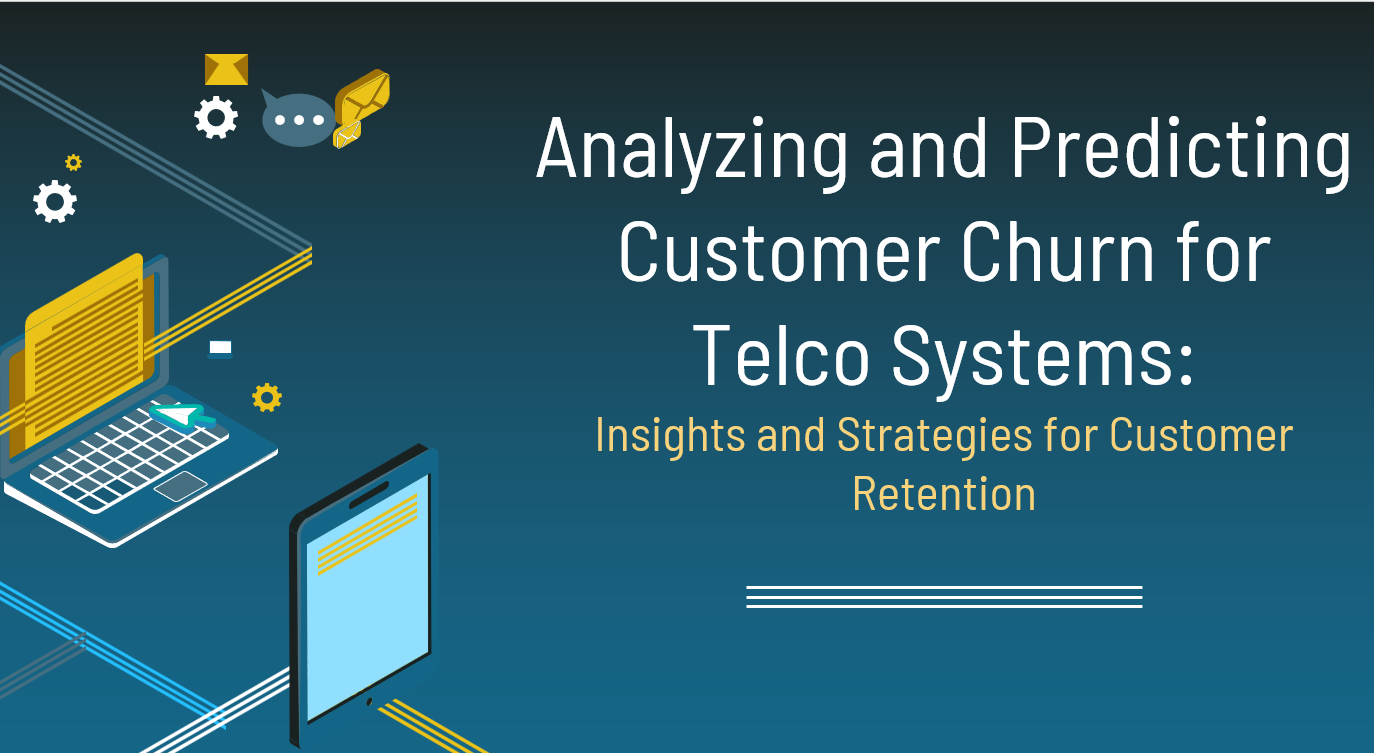 Analyzing and Predicting
Customer Churn for
Telco Systems:
Insights and Strategies for Customer
Retention